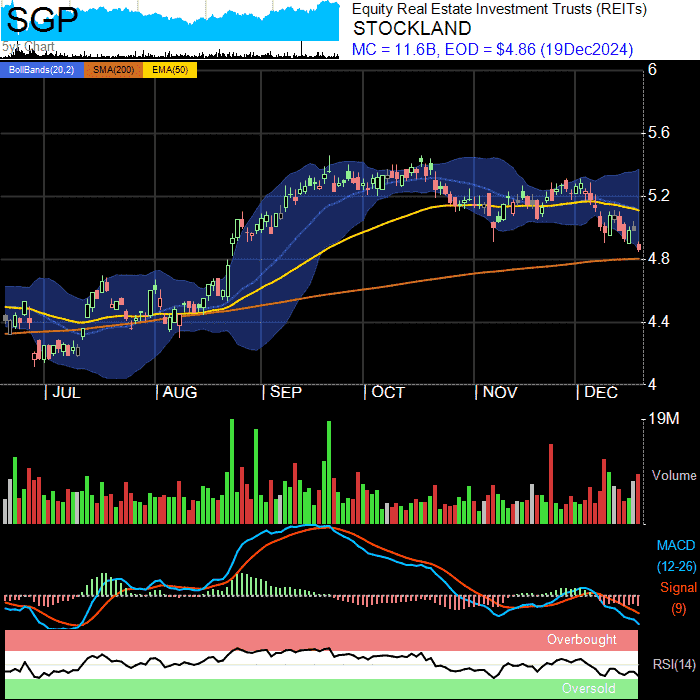 SGP
5yr Chart
Equity Real Estate Investment Trusts (REITs)
STOCKLAND
MC = 11.6B, EOD = $4.86 (19Dec2024)
BollBands(20,2) SMA(200) EMA(50)
6
5.6
5.2
4.8
4.4
4
JUL AUG SEP OCT NOV DEC
19M
Volume
MACD
(12-26)
Signal
(9)
Overbought
RSI(14)
Oversold